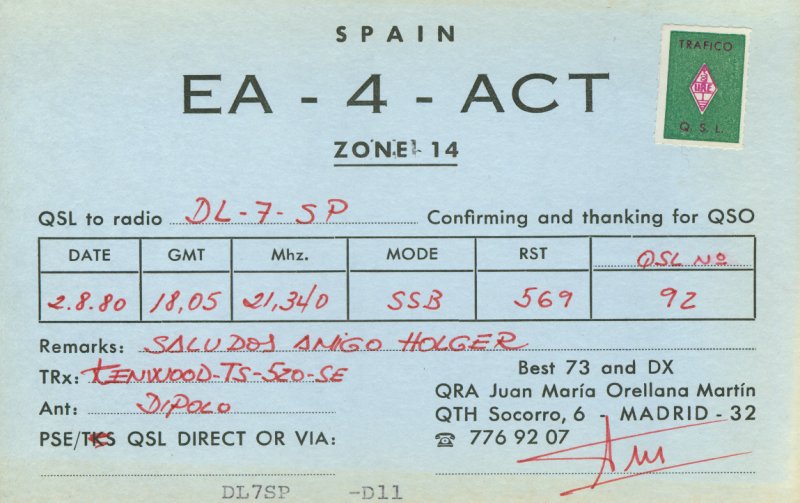 SPAIN
EA - 4 - ACT
TRAFICO
URE
Q.S.L.
ZONE 14
QSL to radio DL-7-SP Confirming and thanking for QSO
DATE GMT Mhz. MODE RST QSL Nº
2.8.80 18,05 21,340 SSB 569 92
Remarks: SALUDOS AMIGO HOLGER
TRx: KENWOOD-TS-520-SE
Best 73 and DX
QRA Juan María Orellana Martín
Ant: DIPOLO
QTH Socorro, 6 - MADRID - 32
PSE/TKS QSL DIRECT OR VIA:
☎ 776 92 07
DL7SP -D11